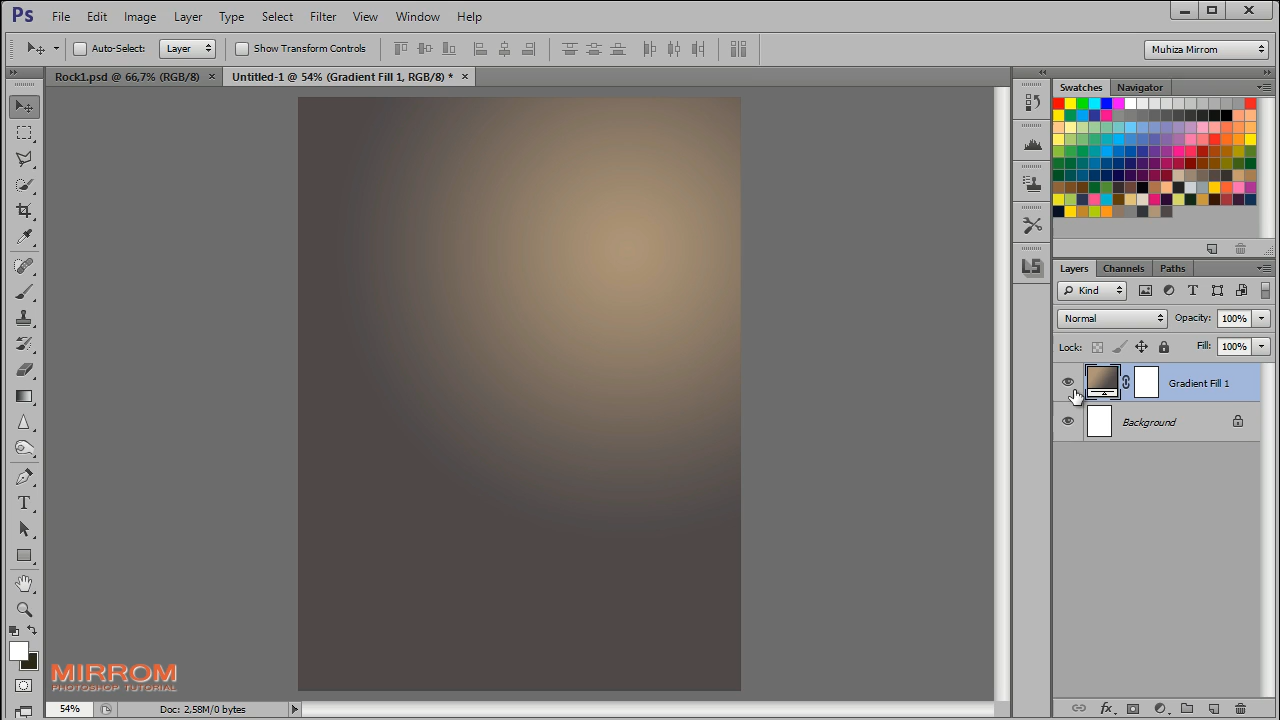 Ps File Edit Image Layer Type Select Filter View Window Help
Auto-Select: Layer Show Transform Controls Muhiza Mirrom
Rock1.psd @ 66,7% (RGB/8) × Untitled-1 @ 54% (Gradient Fill 1, RGB/8) * ×
Swatches Navigator
Layers Channels Paths
Kind T
Normal Opacity: 100%
Lock: Fill: 100%
Gradient Fill 1
Background
T
MIRROM
PHOTOSHOP TUTORIAL
54% Doc: 2,58M/0 bytes
fx